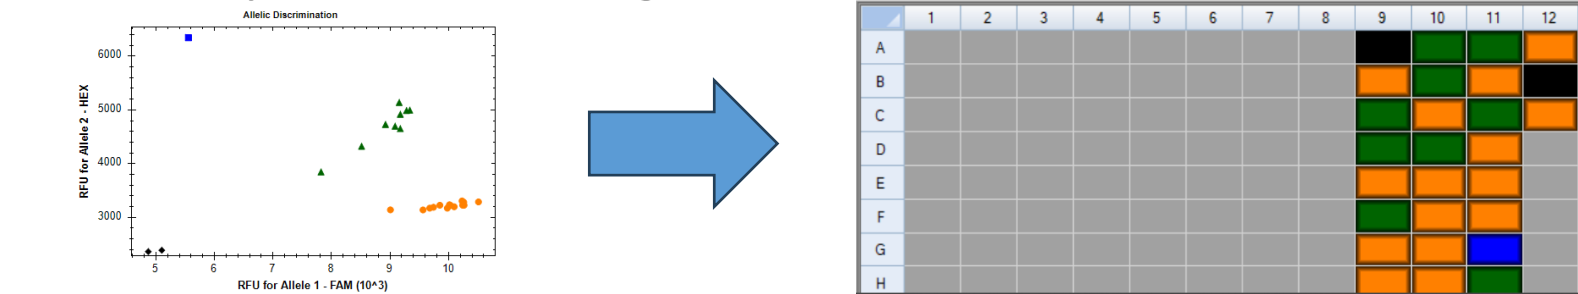 Allelic Discrimination
6000
5000
4000
3000
RFU for Allele 2 - HEX
5 6 7 8 9 10
RFU for Allele 1 - FAM (10^3)
1 2 3 4 5 6 7 8 9 10 11 12
A
B
C
D
E
F
G
H